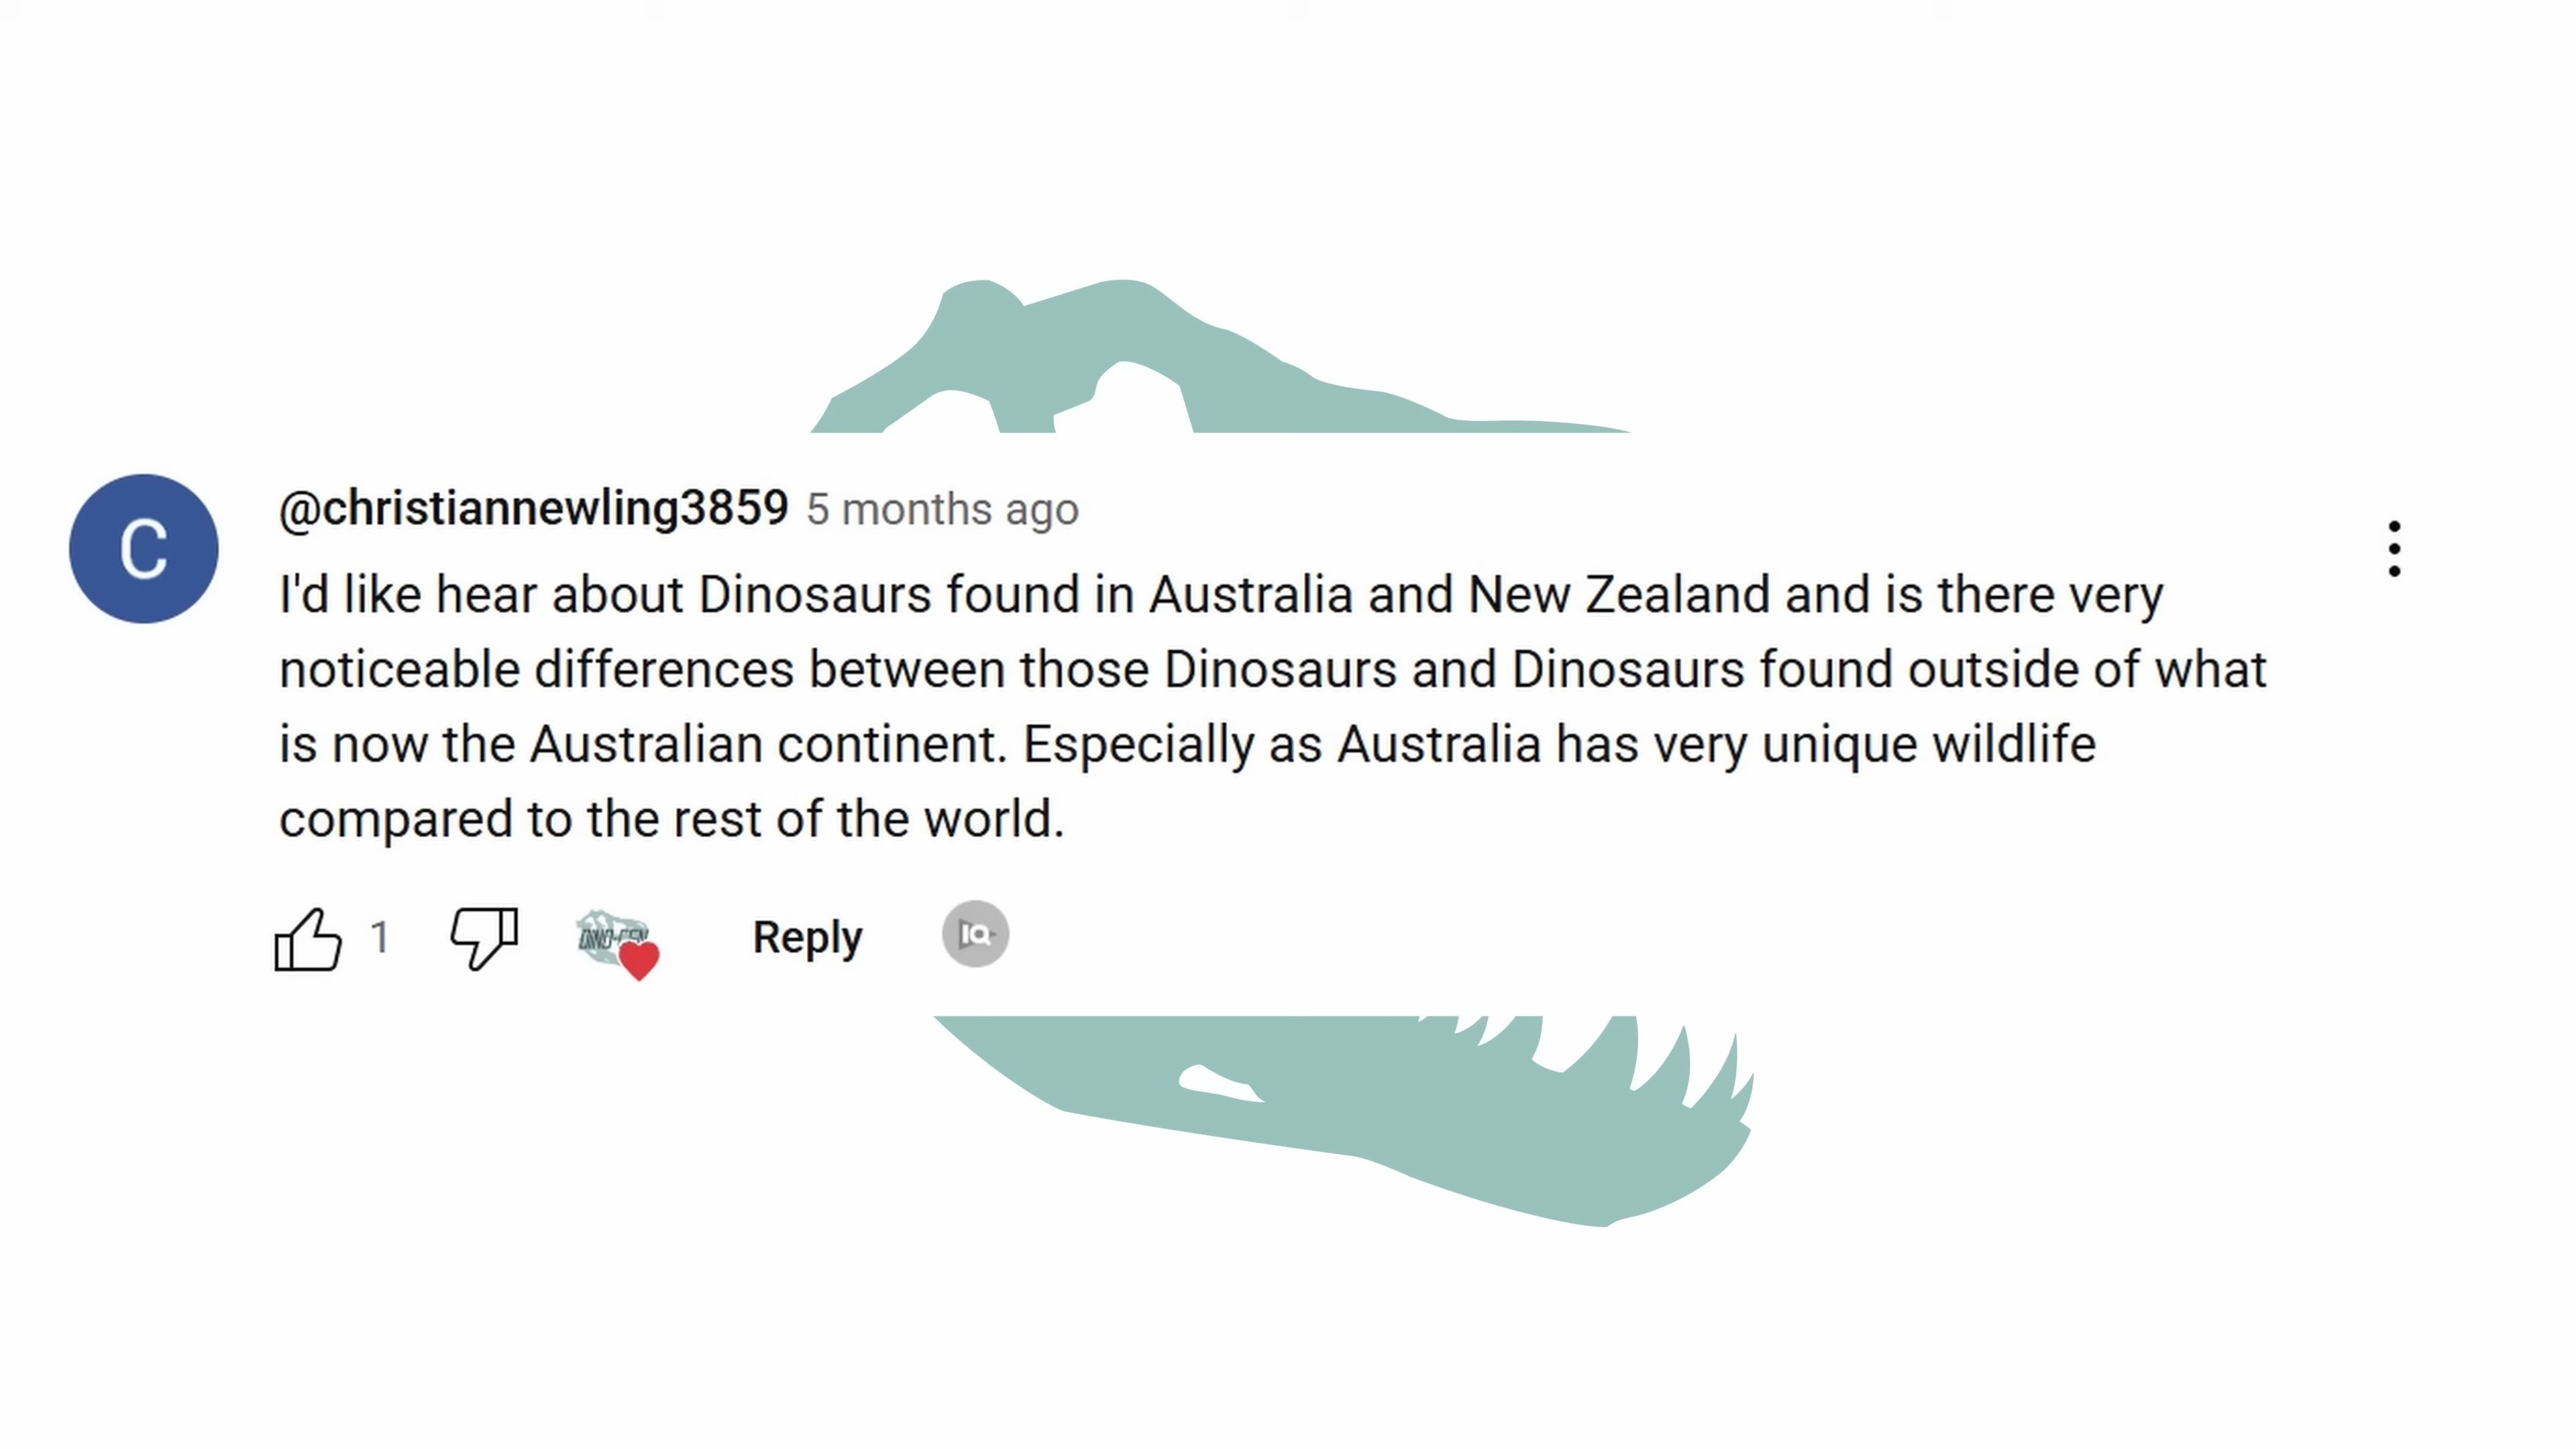 C
@christiannewling3859 5 months ago
I'd like hear about Dinosaurs found in Australia and New Zealand and is there very
noticeable differences between those Dinosaurs and Dinosaurs found outside of what
is now the Australian continent. Especially as Australia has very unique wildlife
compared to the rest of the world.
1 Reply IQ